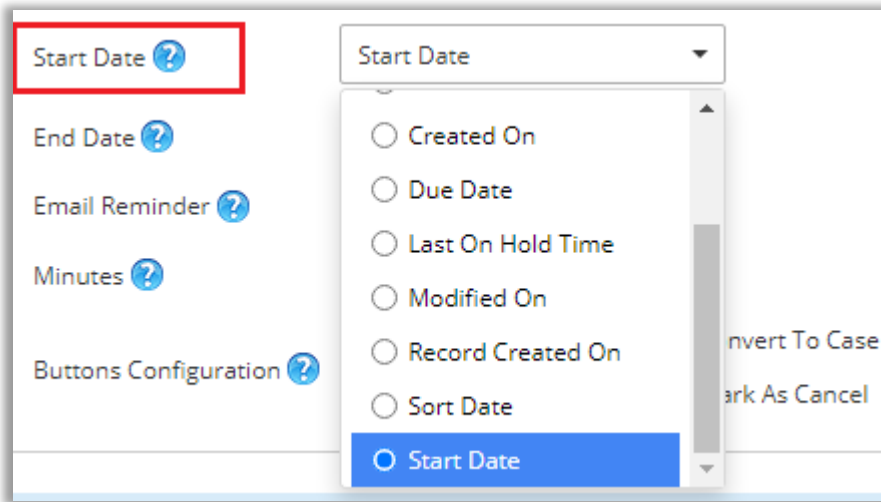 Start Date
Start Date
End Date
Email Reminder
Minutes
Buttons Configuration
Created On
Due Date
Last On Hold Time
Modified On
Record Created On
Sort Date
Start Date
nvert To Case
ark As Cancel